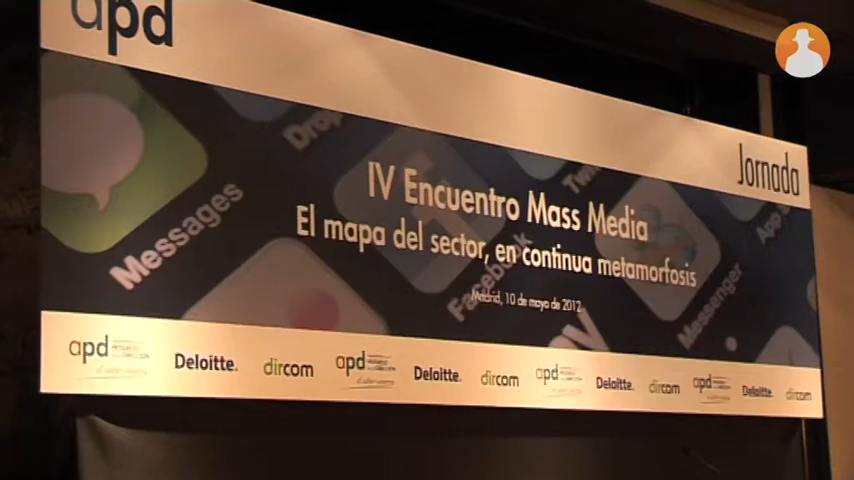 apd
Jornada
IV Encuentro Mass Media
El mapa del sector, en continua metamorfosis
Madrid, 10 de mayo de 2012
Messages
Facebook
Messenger
apd Deloitte. dircom apd Deloitte. dircom apd Deloitte. dircom apd Deloitte. dircom